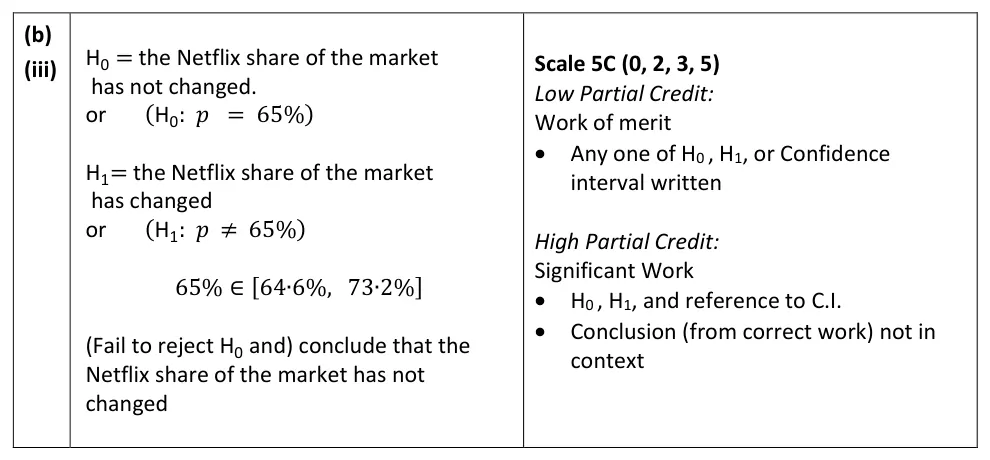 (b)
(iii)
H₀ = the Netflix share of the market
has not changed.
or (H₀: 𝑝 = 65%)
H₁= the Netflix share of the market
has changed
or (H₁: 𝑝 ≠ 65%)
65% ∈ [64·6%, 73·2%]
(Fail to reject H₀ and) conclude that the
Netflix share of the market has not
changed
Scale 5C (0, 2, 3, 5)
Low Partial Credit:
Work of merit
• Any one of H₀ , H₁, or Confidence
interval written
High Partial Credit:
Significant Work
• H₀ , H₁, and reference to C.I.
• Conclusion (from correct work) not in
context